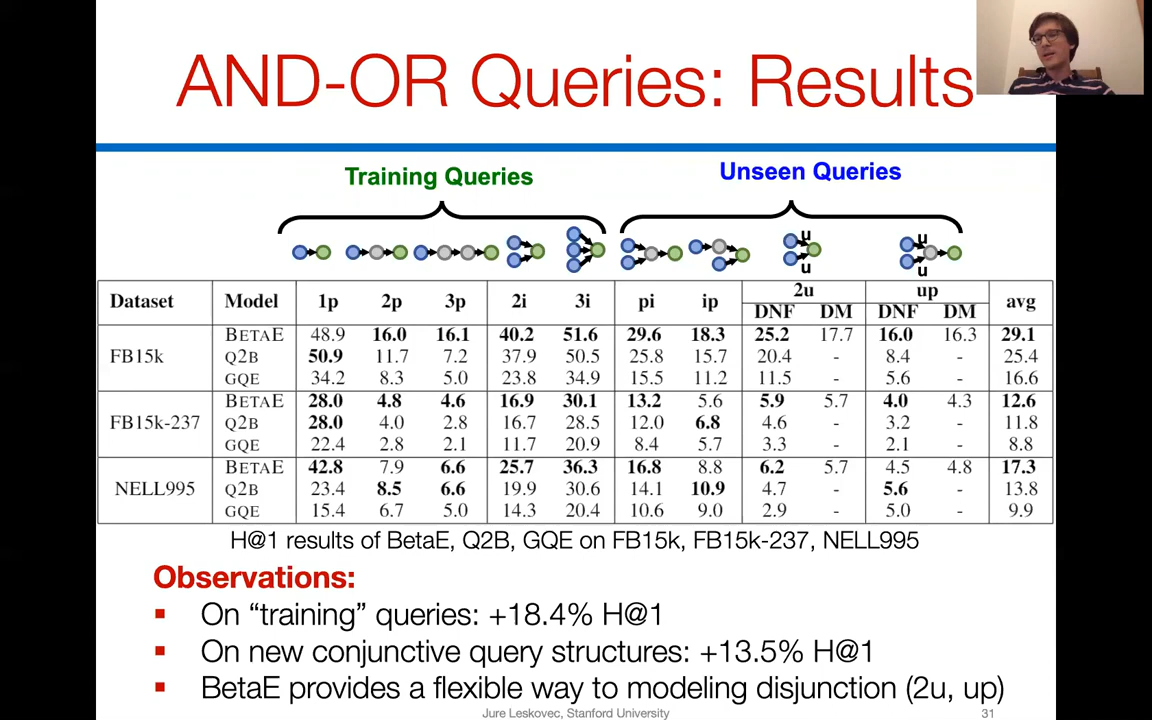 AND-OR Queries: Results
Training Queries
Unseen Queries
u
u
u
u
Dataset Model 1p 2p 3p 2i 3i pi ip 2u up avg
DNF DM DNF DM
FB15k
BETAE 48.9 16.0 16.1 40.2 51.6 29.6 18.3 25.2 17.7 16.0 16.3 29.1
Q2B 50.9 11.7 7.2 37.9 50.5 25.8 15.7 20.4 - 8.4 - 25.4
GQE 34.2 8.3 5.0 23.8 34.9 15.5 11.2 11.5 - 5.6 - 16.6
FB15k-237
BETAE 28.0 4.8 4.6 16.9 30.1 13.2 5.6 5.9 5.7 4.0 4.3 12.6
Q2B 28.0 4.0 2.8 16.7 28.5 12.0 6.8 4.6 - 3.2 - 11.8
GQE 22.4 2.8 2.1 11.7 20.9 8.4 5.7 3.3 - 2.1 - 8.8
NELL995
BETAE 42.8 7.9 6.6 25.7 36.3 16.8 8.8 6.2 5.7 4.5 4.8 17.3
Q2B 23.4 8.5 6.6 19.9 30.6 14.1 10.9 4.7 - 5.6 - 13.8
GQE 15.4 6.7 5.0 14.3 20.4 10.6 9.0 2.9 - 5.0 - 9.9
H@1 results of BetaE, Q2B, GQE on FB15k, FB15k-237, NELL995
Observations:
▪ On “training” queries: +18.4% H@1
▪ On new conjunctive query structures: +13.5% H@1
▪ BetaE provides a flexible way to modeling disjunction (2u, up)
Jure Leskovec, Stanford University
31